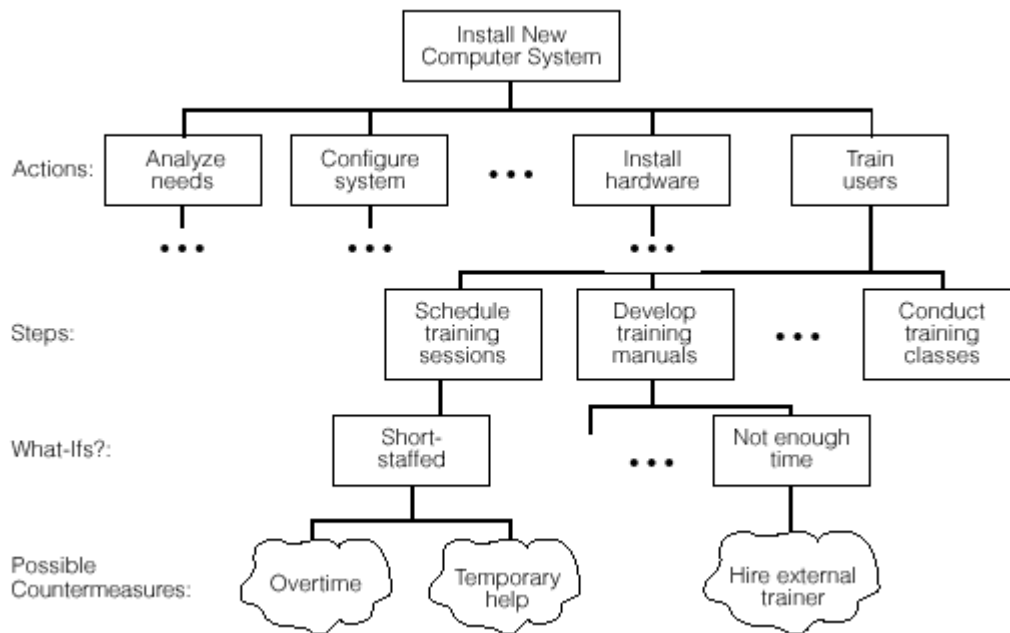 Install New
Computer System
Actions:
Analyze
needs
Configure
system
• • •
Install
hardware
Train
users
• • •
• • •
• • •
Steps:
Schedule
training
sessions
Develop
training
manuals
• • •
Conduct
training
classes
What-Ifs?:
Short-
staffed
• • •
Not enough
time
Possible
Countermeasures:
Overtime
Temporary
help
Hire external
trainer